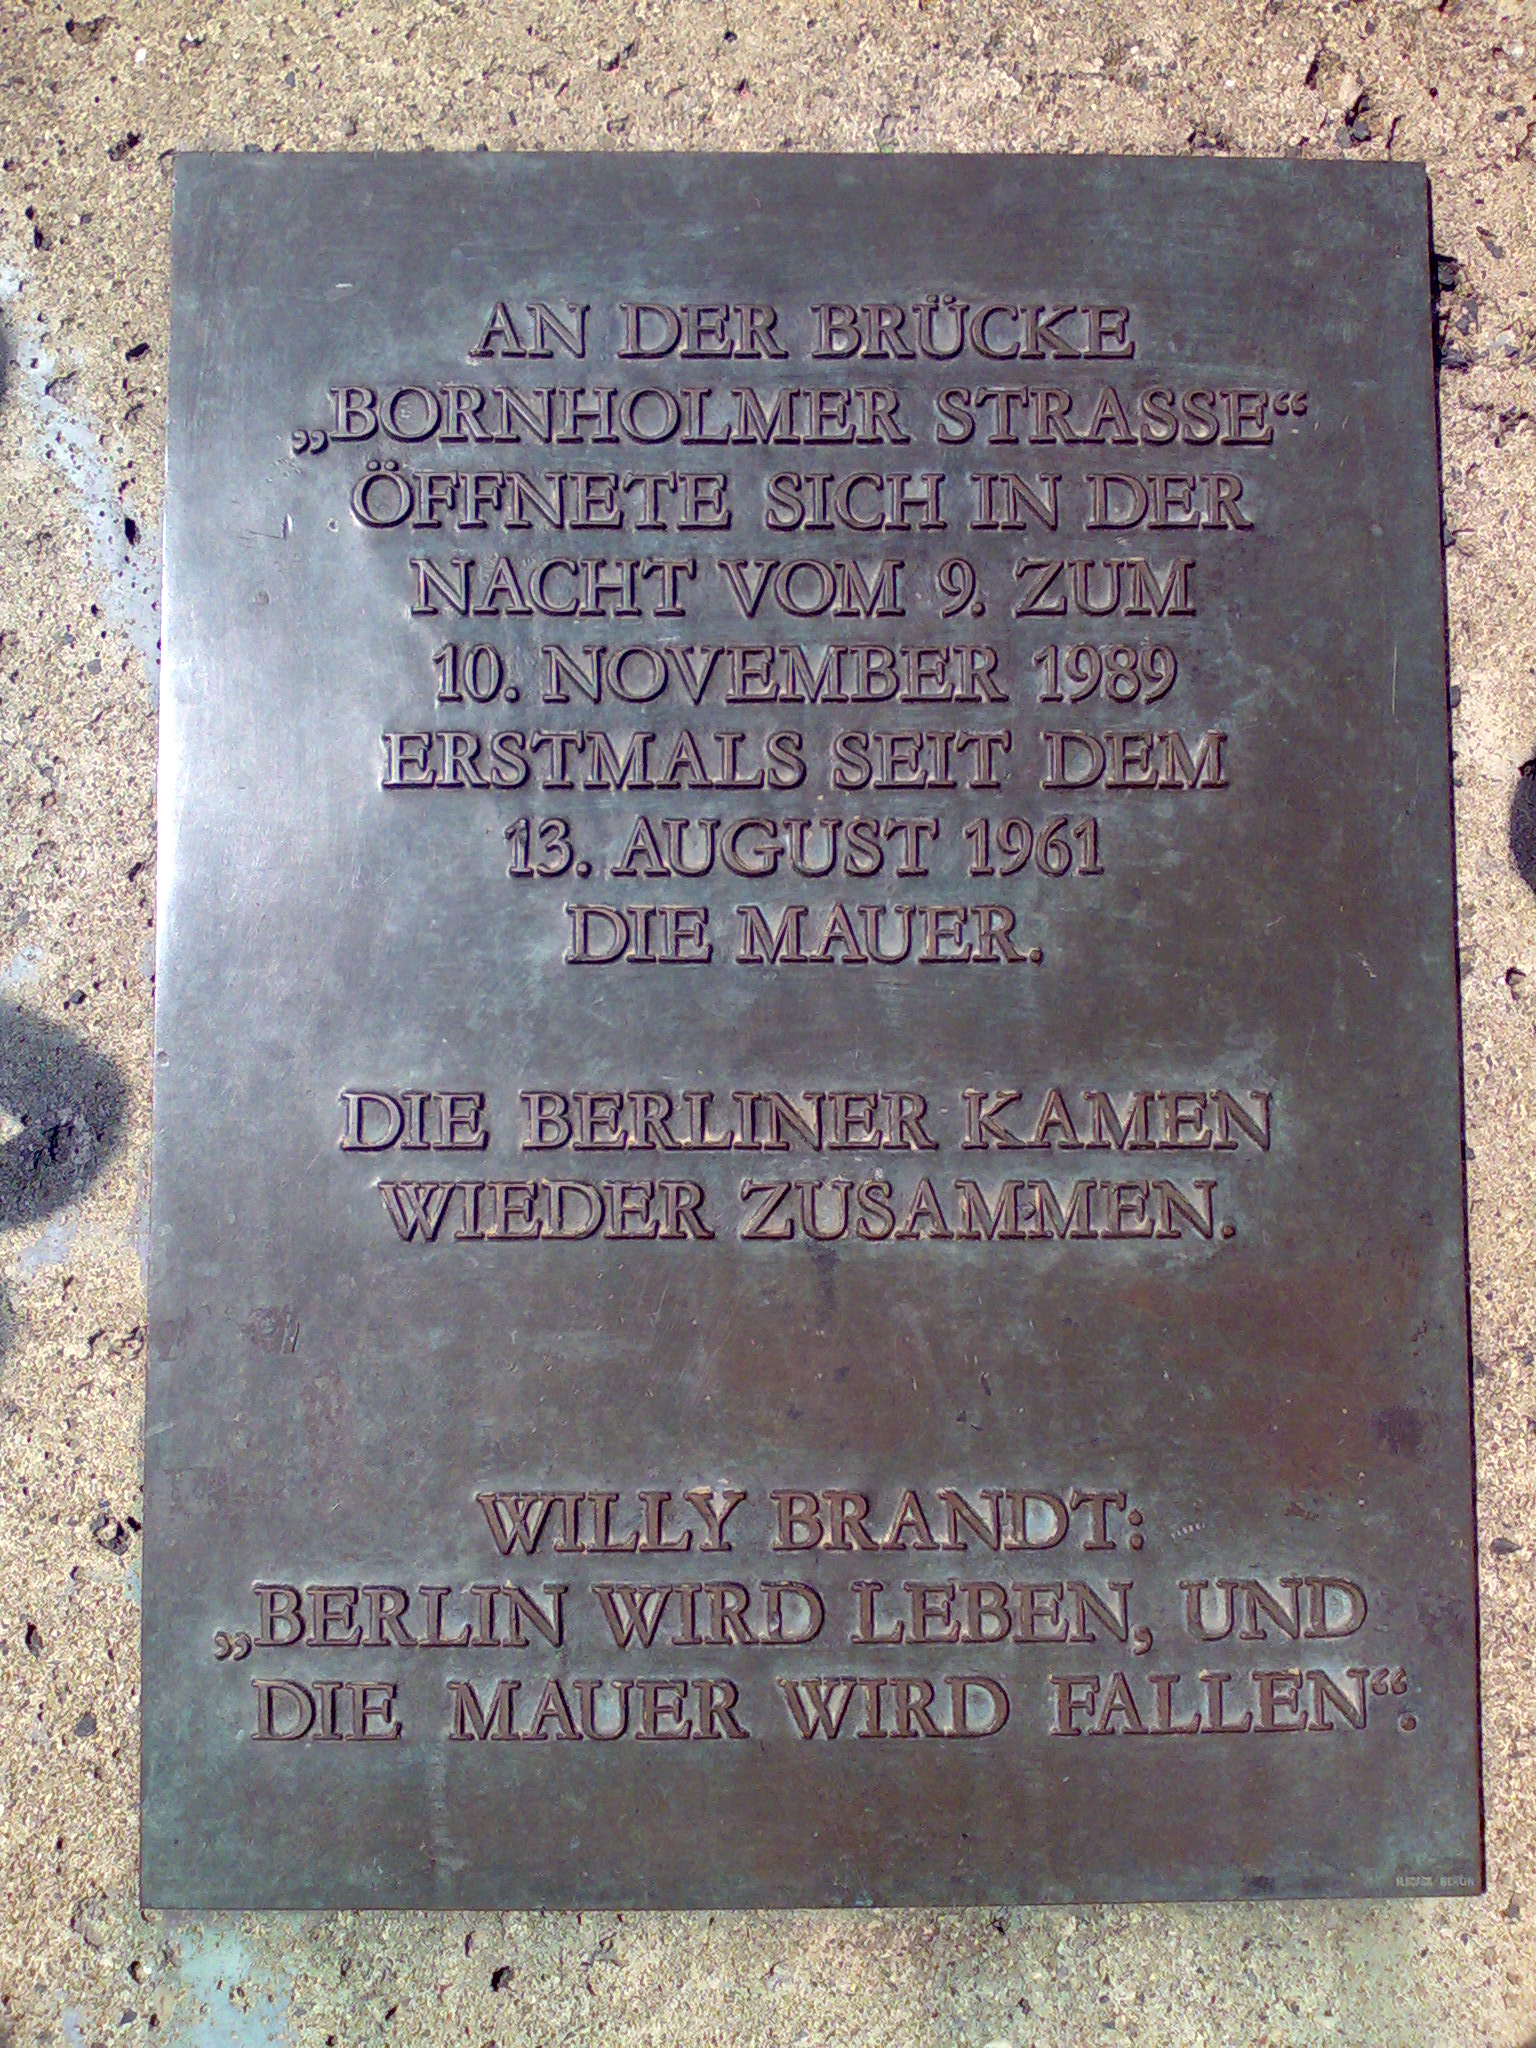 AN DER BRÜCKE
„BORNHOLMER STRASSE“
ÖFFNETE SICH IN DER
NACHT VOM 9. ZUM
10. NOVEMBER 1989
ERSTMALS SEIT DEM
13. AUGUST 1961
DIE MAUER.
DIE BERLINER KAMEN
WIEDER ZUSAMMEN.
WILLY BRANDT:
„BERLIN WIRD LEBEN, UND
DIE MAUER WIRD FALLEN“.
BERLIN